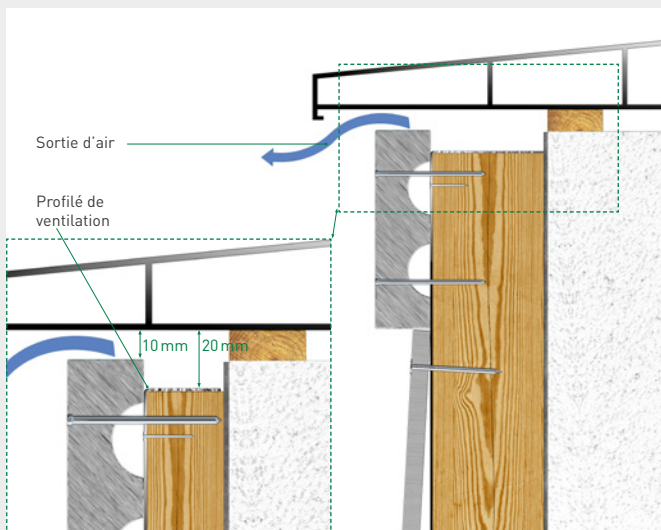 Sortie d'air
Profilé de
ventilation
10 mm
20 mm